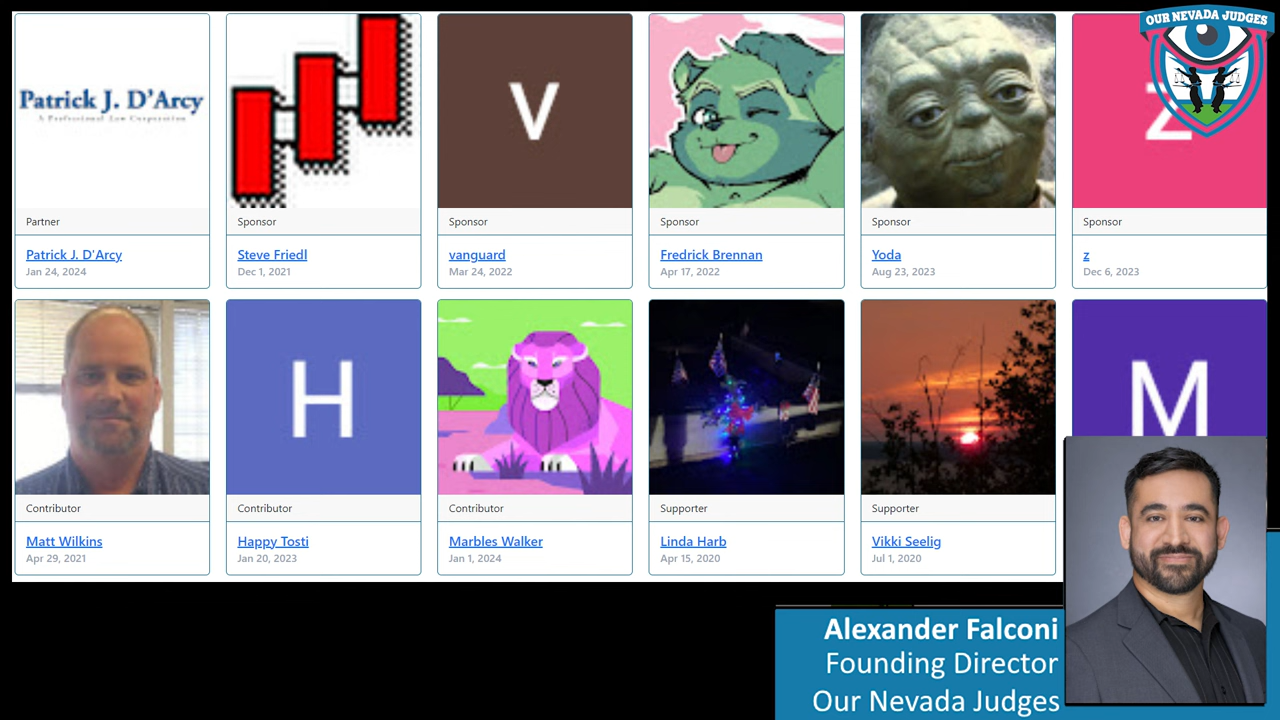 OUR NEVADA JUDGES
Patrick J. D'Arcy
A Professional Law Corporation
V
Z
Partner
Sponsor
Sponsor
Sponsor
Sponsor
Sponsor
Patrick J. D'Arcy
Steve Friedl
vanguard
Fredrick Brennan
Yoda
z
Jan 24, 2024
Dec 1, 2021
Mar 24, 2022
Apr 17, 2022
Aug 23, 2023
Dec 6, 2023
H
M
Contributor
Contributor
Contributor
Supporter
Supporter
Matt Wilkins
Happy Tosti
Marbles Walker
Linda Harb
Vikki Seelig
Apr 29, 2021
Jan 20, 2023
Jan 1, 2024
Apr 15, 2020
Jul 1, 2020
Alexander Falconi
Founding Director
Our Nevada Judges